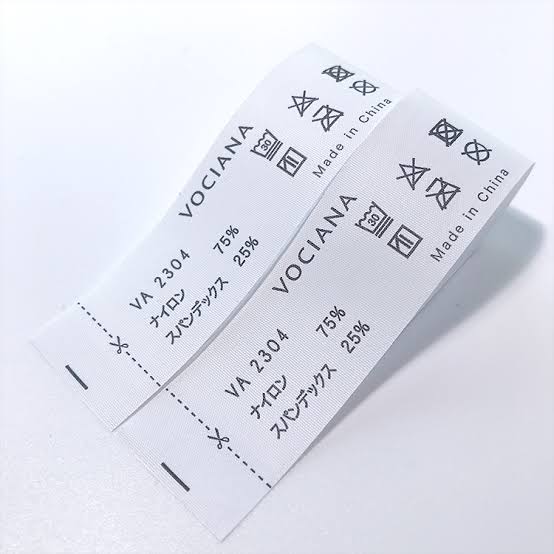 VOCIANA
30
Made in China
VA 2304
ナイロン 75%
スパンデックス 25%
VOCIANA
30
Made in China
VA 2304
ナイロン 75%
スパンデックス 25%